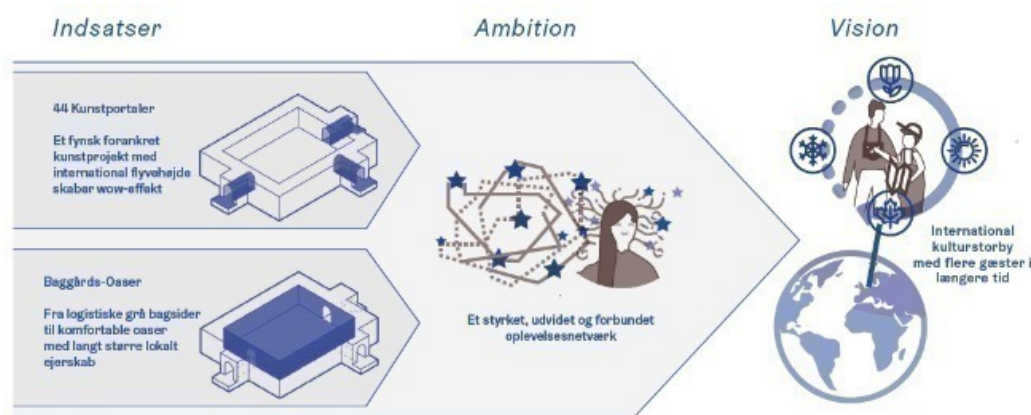 Indsatser
Ambition
Vision
44 Kunstportaler
Et fynsk forankret
kunstprojekt med
international flyvehøjde
skaber wow-effekt
Baggårds-Oaser
Fra logistiske grå bagsider
til komfortable oaser
med langt større lokalt
ejerskab
Et styrket, udvidet og forbundet
oplevelsesnetværk
International
kulturstorby
med flere gæster i
længere tid